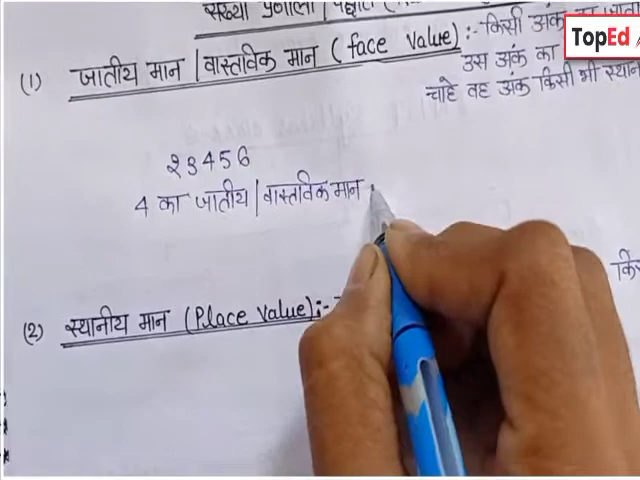 संख्या प्रणाली
TopEd
(1) जातीय मान | वास्तविक मान ( face value) :- किसी अंक का जाती
उस अंक का
चाहे वह अंक किसी भी स्थान
23456
4 का जातीय | वास्तविक मान
(2) स्थानीय मान ( Place value) :-